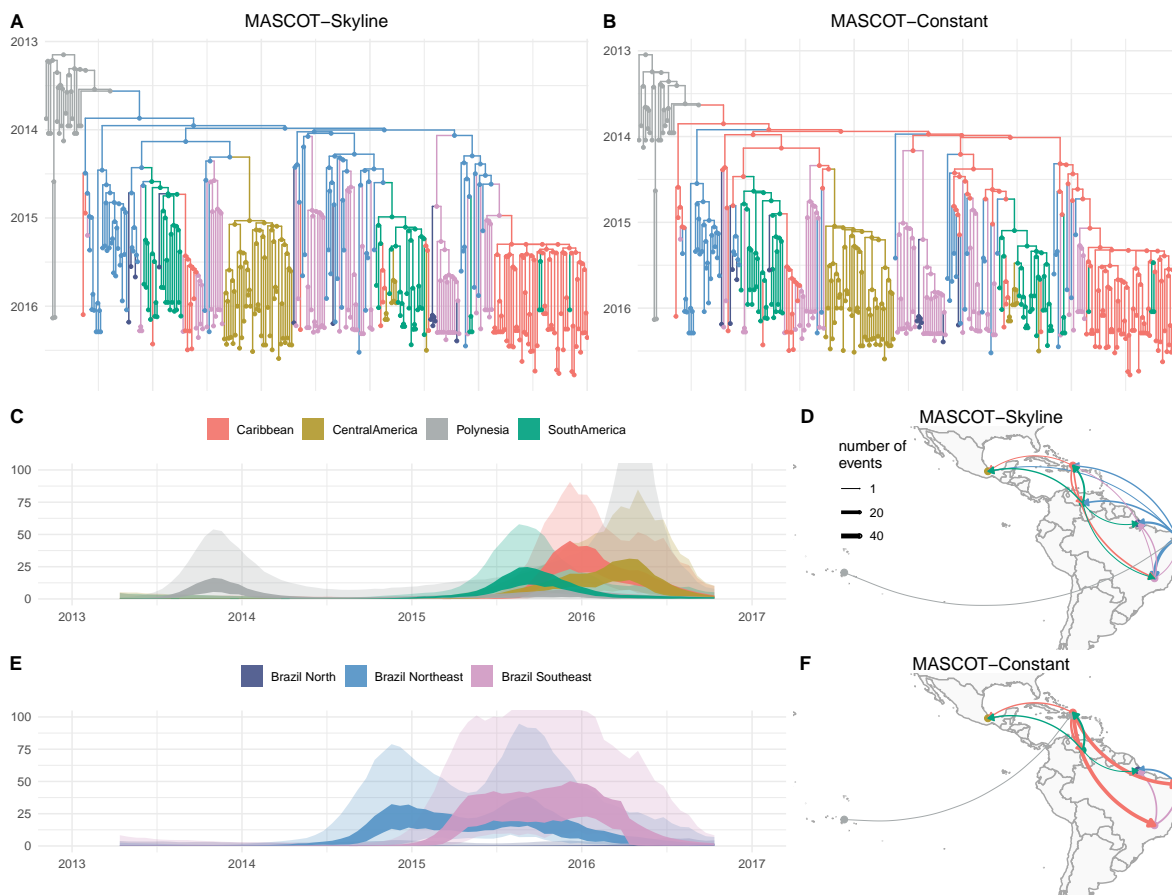 A MASCOT−Skyline
2013
2014
2015
2016
B MASCOT−Constant
2013
2014
2015
2016
C
Caribbean CentralAmerica Polynesia SouthAmerica
100
75
50
25
0
2013 2014 2015 2016 2017
D MASCOT−Skyline
number of
events
1
20
40
E
Brazil North Brazil Northeast Brazil Southeast
100
75
50
25
0
2013 2014 2015 2016 2017
F MASCOT−Constant